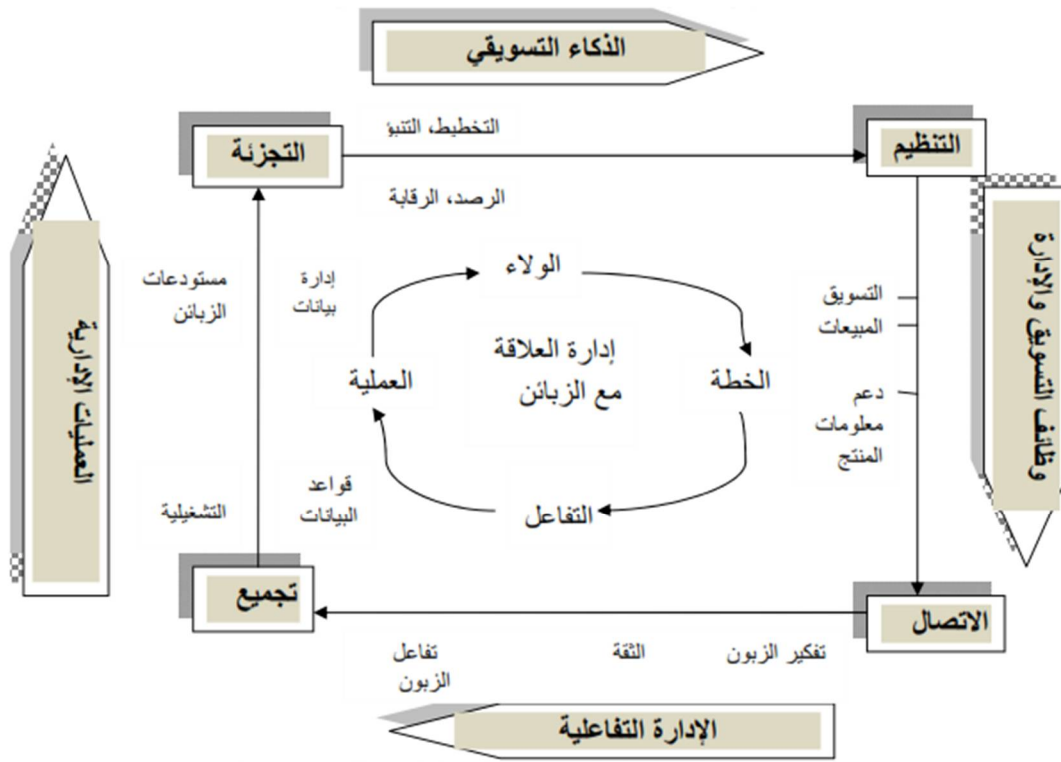 الذكاء التسويقي
التخطيط، التنبؤ
التنظيم
التجزئة
الرصد، الرقابة
وظائف التسويق والإدارة
العمليات الإدارية
الولاء
إدارة
بيانات
مستودعات
الزبائن
التسويق
المبيعات
إدارة العلاقة
مع الزبائن
الخطة
العملية
دعم
معلومات
المنتج
قواعد
البيانات
التشغيلية
التفاعل
الاتصال
تجميع
تفكير الزبون
الثقة
تفاعل
الزبون
الإدارة التفاعلية